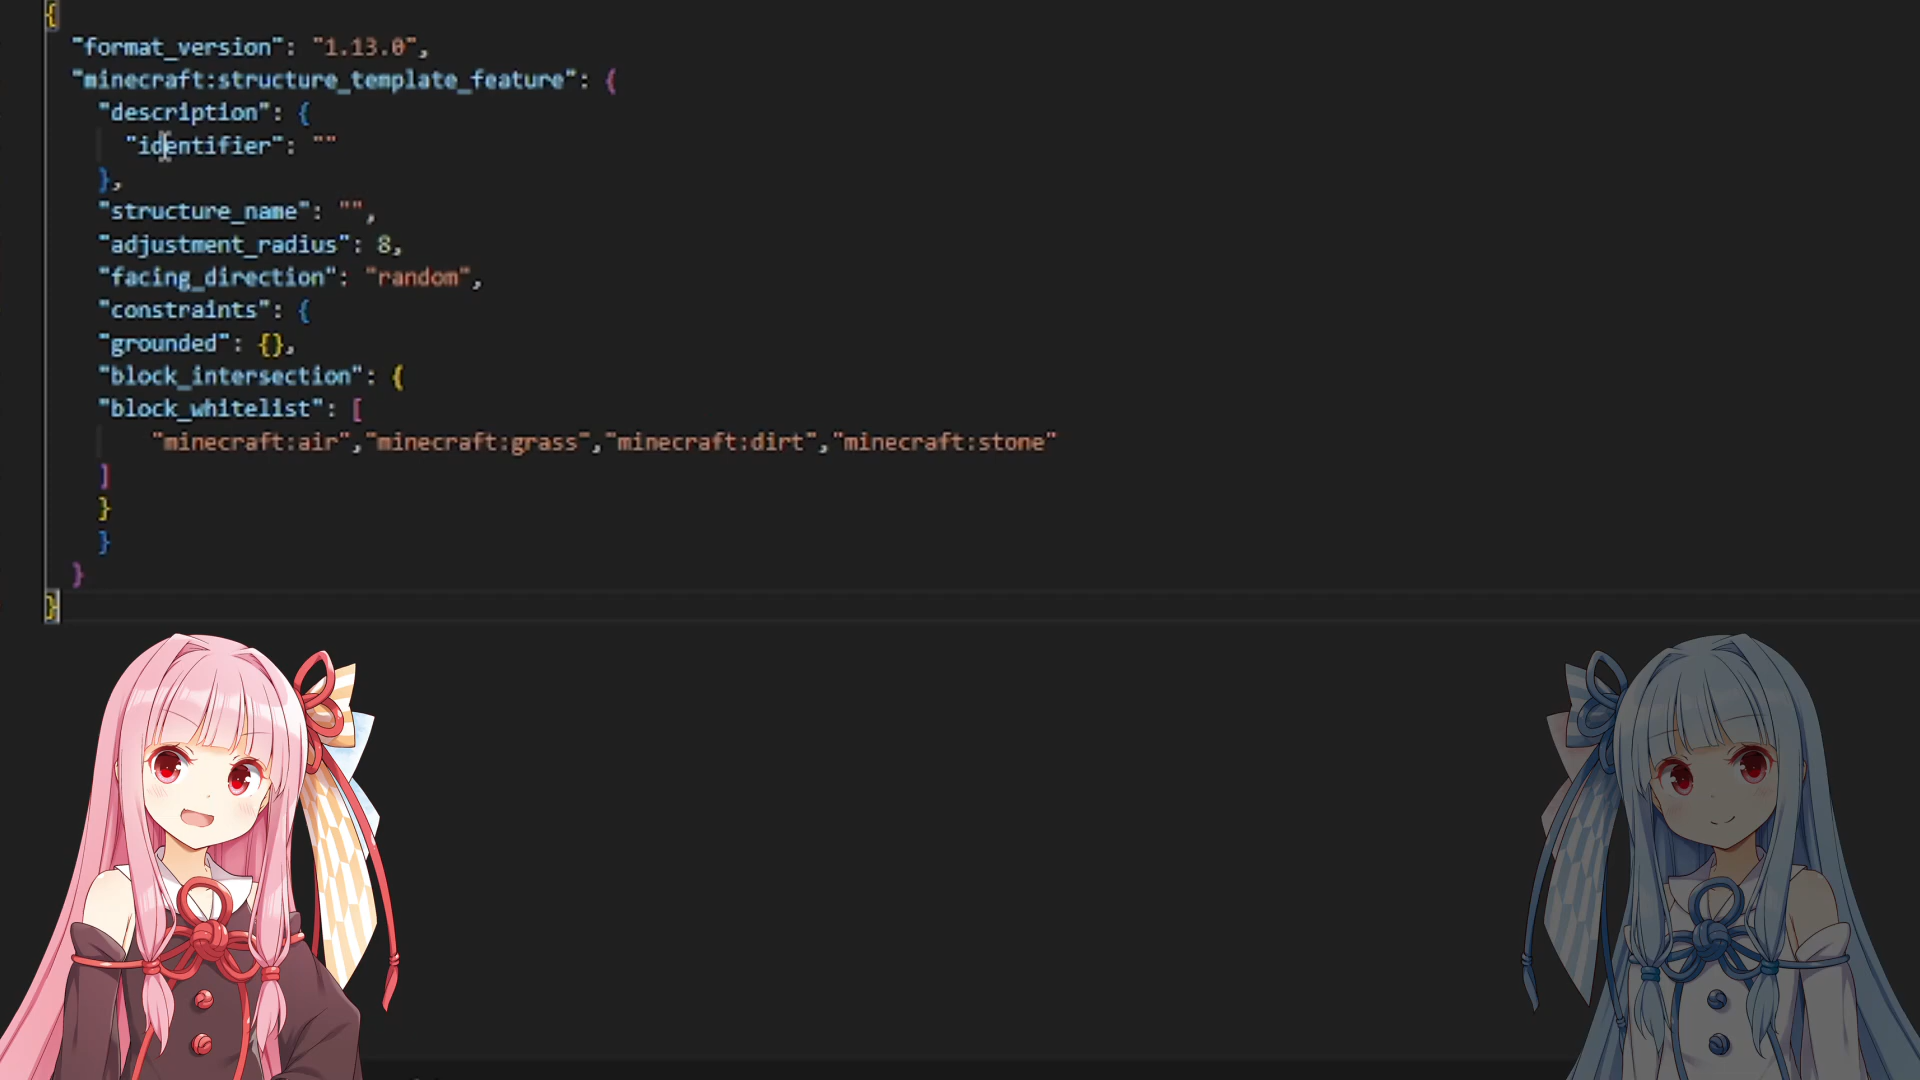 {
"format_version": "1.13.0",
"minecraft:structure_template_feature": {
"description": {
"identifier": ""
},
"structure_name": "",
"adjustment_radius": 8,
"facing_direction": "random",
"constraints": {
"grounded": {},
"block_intersection": {
"block_whitelist": [
"minecraft:air","minecraft:grass","minecraft:dirt","minecraft:stone"
]
}
}
}
}